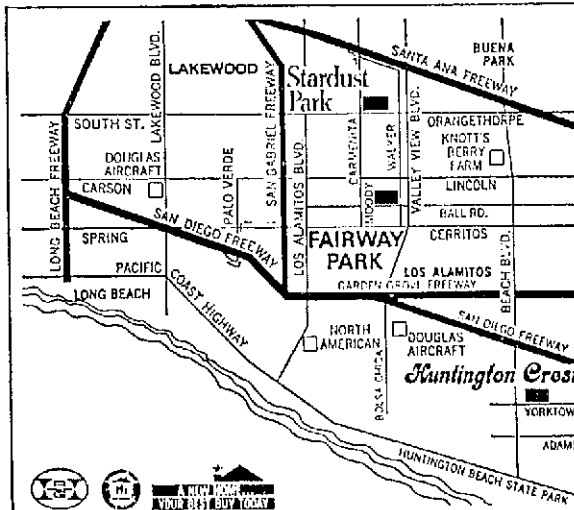 BUENA
PARK
SANTA ANA FREEWAY
LAKEWOOD
LAKEWOOD BLVD.
Stardust
Park
SAN GABRIEL FREEWAY
SOUTH ST.
ORANGETHORPE
KNOTT'S
BERRY
FARM
DOUGLAS
AIRCRAFT
CARSON
LONG BEACH FREEWAY
PALO VERDE
LOS ALAMITOS BLVD.
CARMENITA
WALKER
VALLEY VIEW BLVD.
MOODY
LINCOLN
BALL RD.
CERRITOS
SAN DIEGO FREEWAY
SPRING
FAIRWAY
PARK
PACIFIC
COAST HIGHWAY
LOS ALAMITOS
GARDEN GROVE FREEWAY
BEACH BLVD.
LONG BEACH
SAN DIEGO FREEWAY
NORTH
AMERICAN
DOUGLAS
AIRCRAFT
BOLSA CHICA
Huntington Crest
YORKTOW
ADAM
HUNTINGTON BEACH STATE PARK
A NEW HOME....
YOUR BEST BUY TODAY